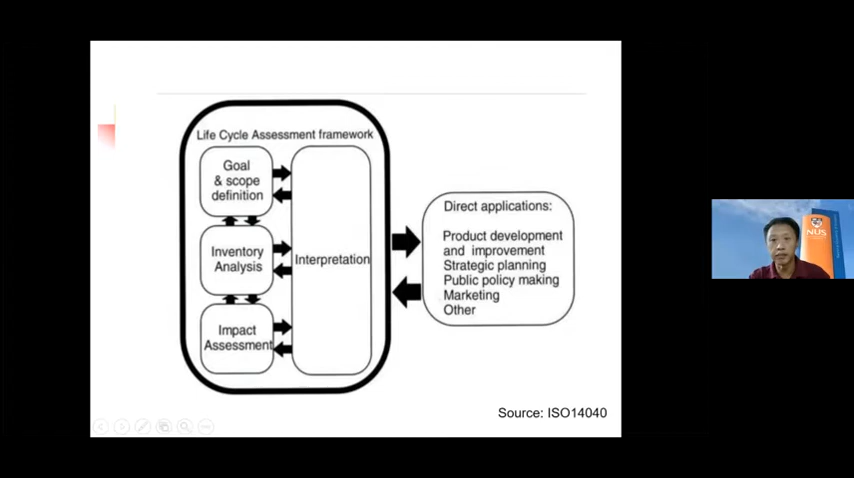 Life Cycle Assessment framework
Goal
& scope
definition
Inventory
Analysis
Impact
Assessment
Interpretation
Direct applications:
Product development
and improvement
Strategic planning
Public policy making
Marketing
Other
Source: ISO14040
NUS